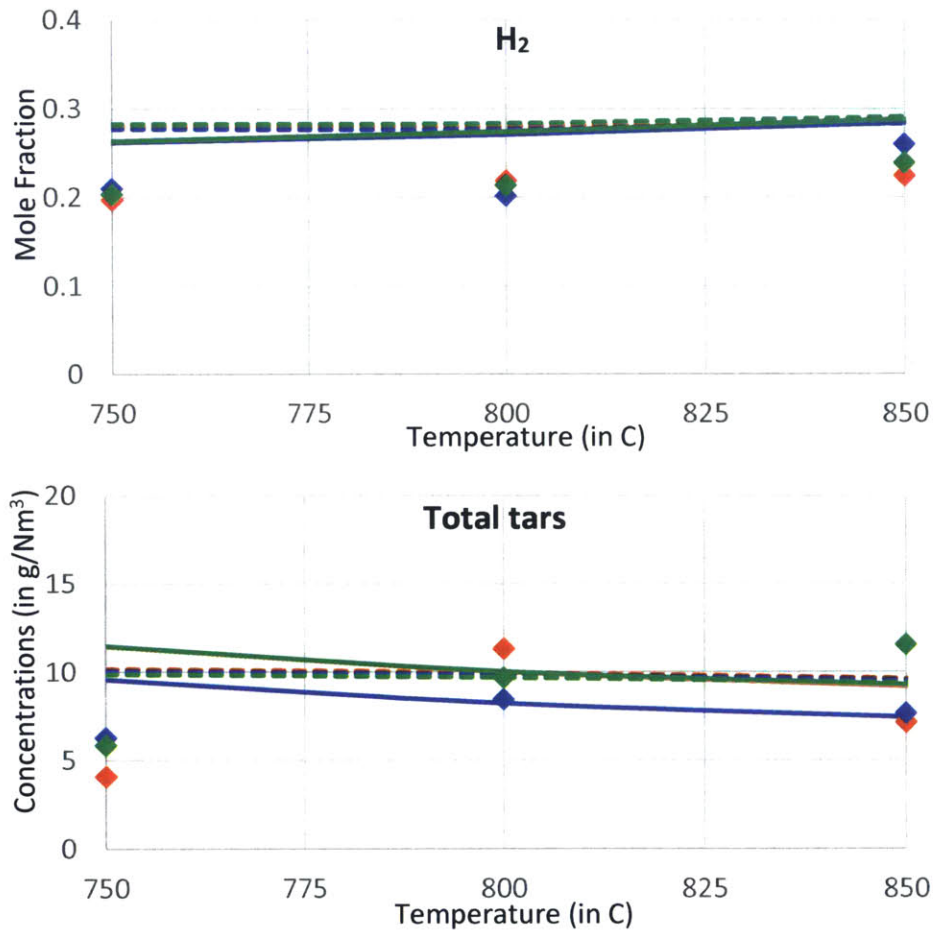 H₂
Mole Fraction
0.4
0.3
0.2
0.1
0
750 775 800 825 850
Temperature (in C)
Total tars
Concentrations (in g/Nm³)
20
15
10
5
0
750 775 800 825 850
Temperature (in C)